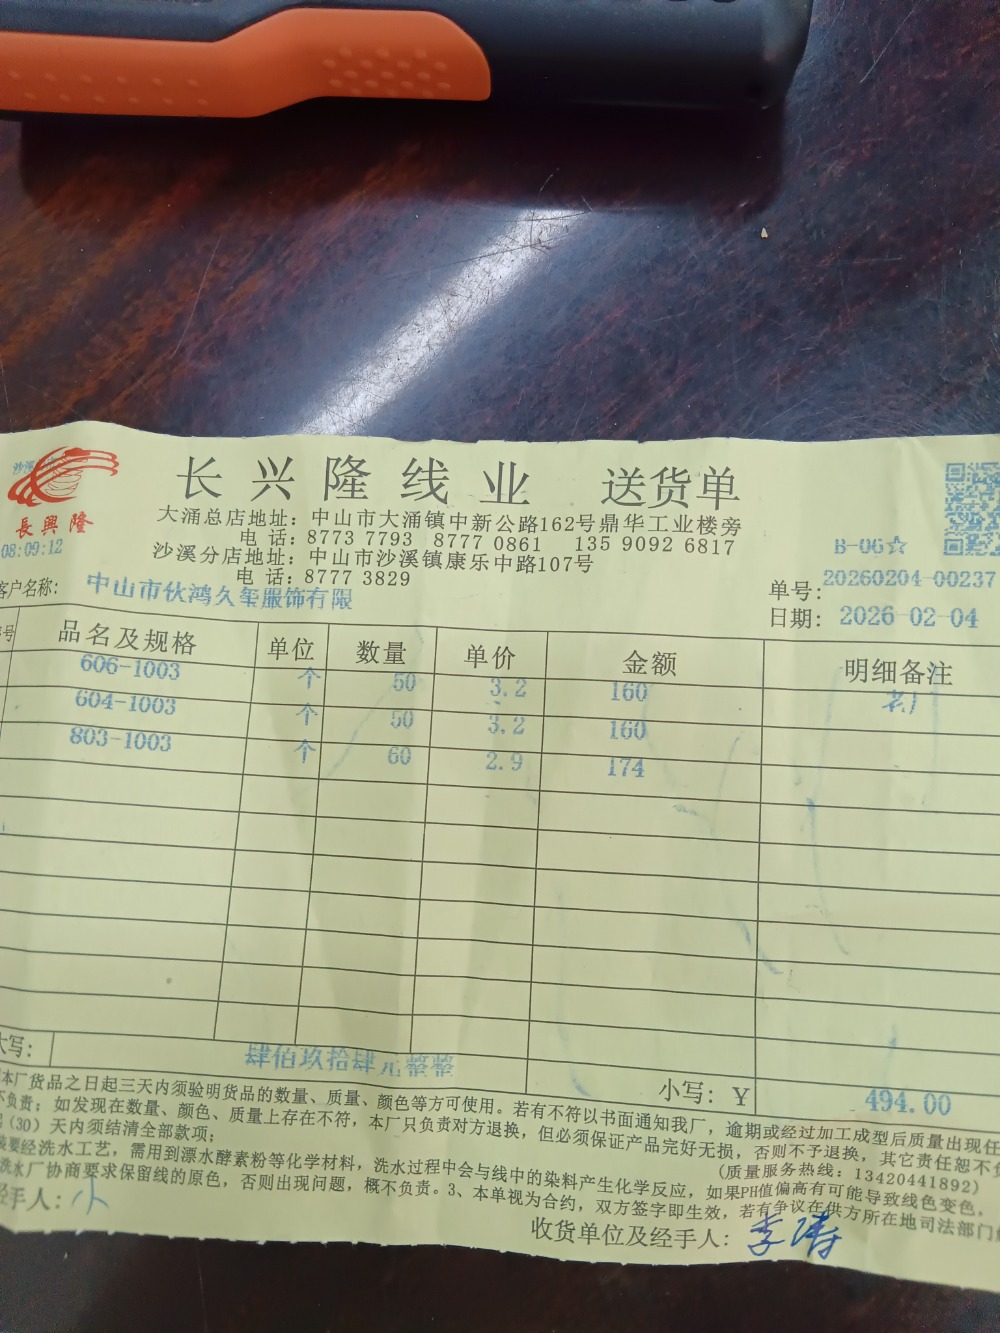 长兴隆线业 送货单
長興隆
大涌总店地址：中山市大涌镇中新公路162号鼎华工业楼旁
电 话：8773 7793 8777 0861 135 9092 6817
沙溪分店地址：中山市沙溪镇康乐中路107号
电 话：8777 3829
08:09:12
B-06☆
客户名称： 中山市伙鸿久玺服饰有限
单号：20260204-00237
日期：2026-02-04
号 品名及规格 单位 数量 单价 金额 明细备注
606-1003 个 50 3.2 160
604-1003 个 50 3.2 160
803-1003 个 60 2.9 174
大写： 肆佰玖拾肆元整整
小写：¥ 494.00
本厂货品之日起三天内须验明货品的数量、质量、颜色等方可使用。若有不符以书面通知我厂，逾期或经过加工成型后质量出现任
不负责；如发现在数量、颜色、质量上存在不符，本厂只负责对方退换，但必须保证产品完好无损，否则不予退换，其它责任恕不负
(30）天内须结清全部款项；
(质量服务热线：13420441892)
要经洗水工艺，需用到漂水酵素粉等化学材料，洗水过程中会与线中的染料产生化学反应，如果PH值偏高有可能导致线色变色，
洗水厂协商要求保留线的原色，否则出现问题，概不负责。3、本单视为合约，双方签字即生效，若有争议在供方所在地司法部门
经手人：小
收货单位及经手人：李涛